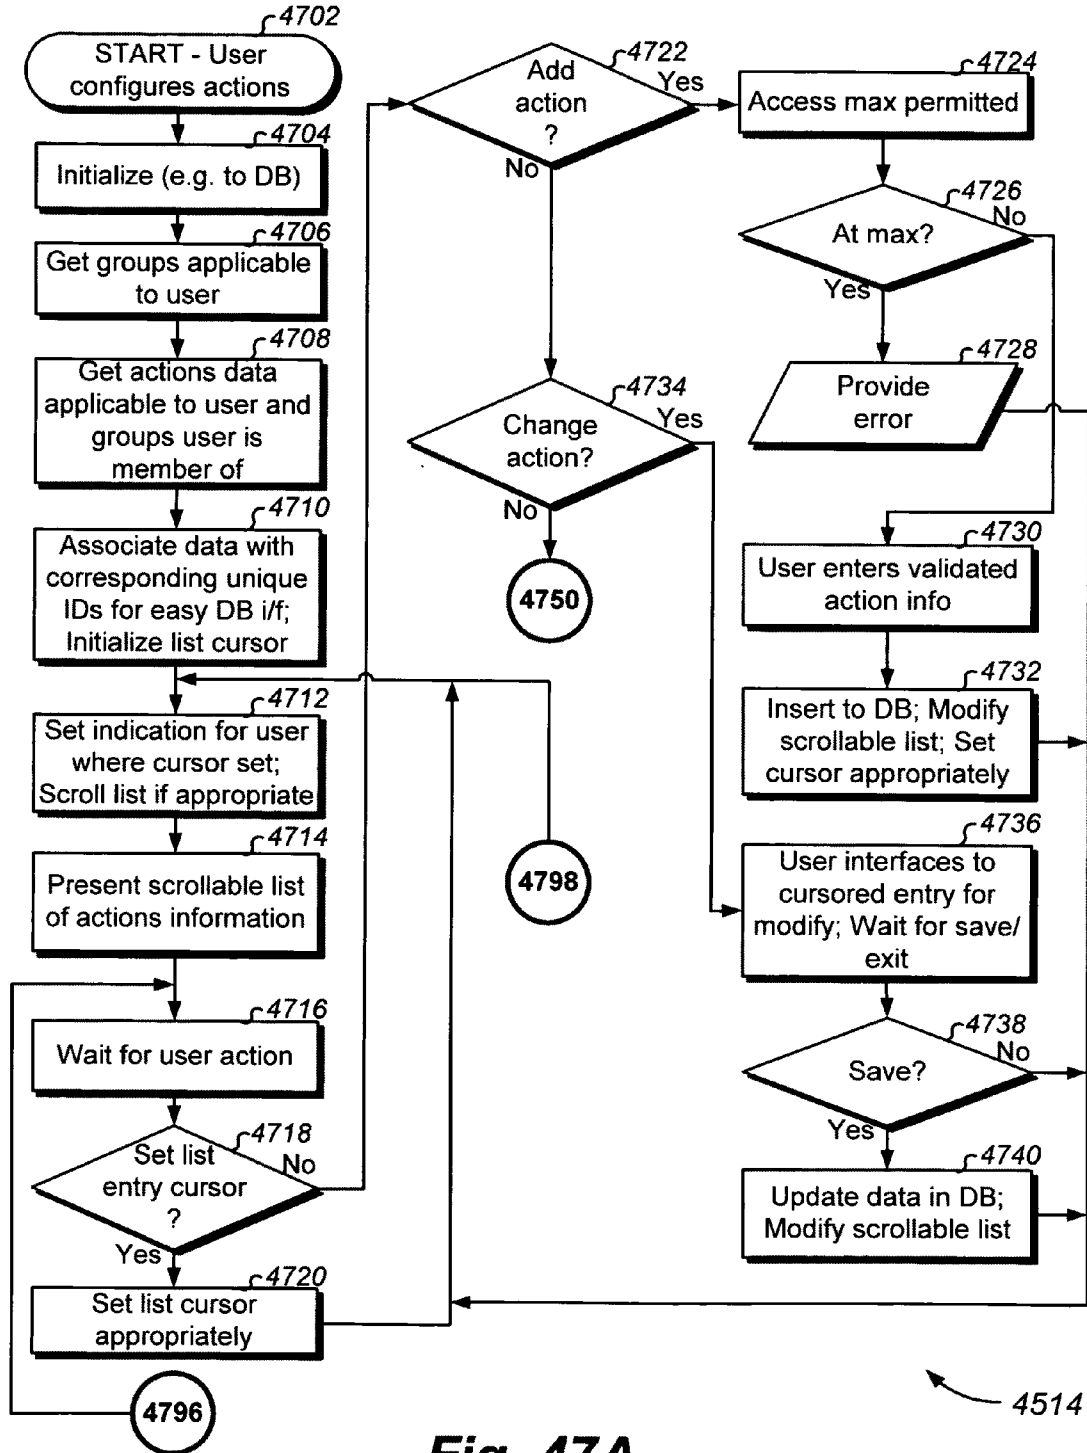 4702
START - User
configures actions
4704
Initialize (e.g. to DB)
4706
Get groups applicable
to user
4708
Get actions data
applicable to user and
groups user is
member of
4710
Associate data with
corresponding unique
IDs for easy DB i/f;
Initialize list cursor
4712
Set indication for user
where cursor set;
Scroll list if appropriate
4714
Present scrollable list
of actions information
4716
Wait for user action
4718
Set list
entry cursor
?
No
Yes
4720
Set list cursor
appropriately
4796
4722
Add
action
?
Yes
No
4734
Change
action?
Yes
No
4750
4798
4724
Access max permitted
4726
At max?
No
Yes
4728
Provide
error
4730
User enters validated
action info
4732
Insert to DB; Modify
scrollable list; Set
cursor appropriately
4736
User interfaces to
cursored entry for
modify; Wait for save/
exit
4738
Save?
No
Yes
4740
Update data in DB;
Modify scrollable list
4514
Fig. 47A